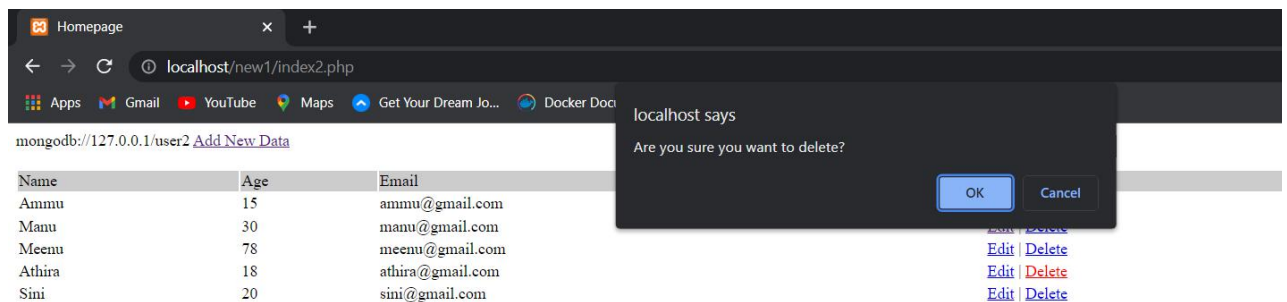 Homepage
localhost/new1/index2.php
Apps Gmail YouTube Maps Get Your Dream Jo... Docker Docu
localhost says
Are you sure you want to delete?
OK Cancel
mongodb://127.0.0.1/user2 Add New Data
Name Age Email
Ammu 15 ammu@gmail.com
Manu 30 manu@gmail.com Edit | Delete
Meenu 78 meenu@gmail.com Edit | Delete
Athira 18 athira@gmail.com Edit | Delete
Sini 20 sini@gmail.com Edit | Delete